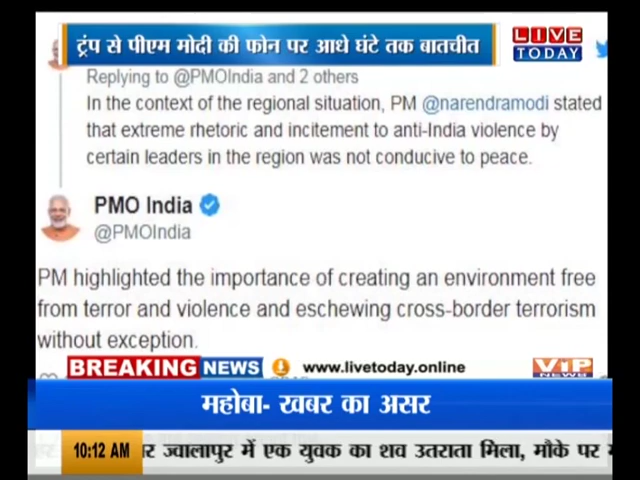 ट्रंप से पीएम मोदी की फोन पर आधे घंटे तक बातचीत
LIVE
TODAY
Replying to @PMOIndia and 2 others
In the context of the regional situation, PM @narendramodi stated
that extreme rhetoric and incitement to anti-India violence by
certain leaders in the region was not conducive to peace.
PMO India
@PMOIndia
PM highlighted the importance of creating an environment free
from terror and violence and eschewing cross-border terrorism
without exception.
BREAKING NEWS
www.livetoday.online
VIP
NEWS
महोबा- खबर का असर
10:12 AM
ज्वालापुर में एक युवक का शव उतराता मिला, मौके पर